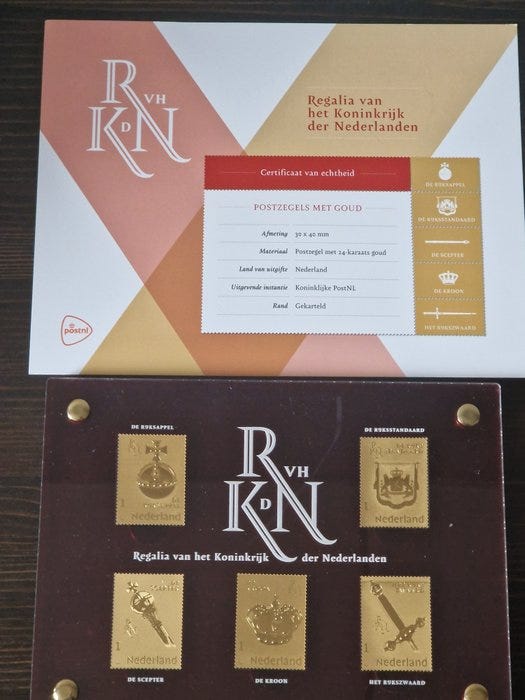 R VH
K D N
Regalia van
het Koninkrijk
der Nederlanden
Certificaat van echtheid
POSTZEGELS MET GOUD
Afmeting 30 x 40 mm
Materiaal Postzegel met 24-karaats goud
Land van uitgifte Nederland
Uitgevende instantie Koninklijke PostNL
Rand Gekarteld
DE RIJKSAPPEL
DE RIJKSSTANDAARD
DE SCEPTER
DE KROON
HET RIJKSZWAARD
postnl
DE RIJKSAPPEL
DE RIJKSSTANDAARD
R VH
K D N
1
Nederland
1
Nederland
Regalia van het Koninkrijk der Nederlanden
1
Nederland
1
Nederland
1
Nederland
DE SCEPTER
DE KROON
HET RIJKSZWAARD